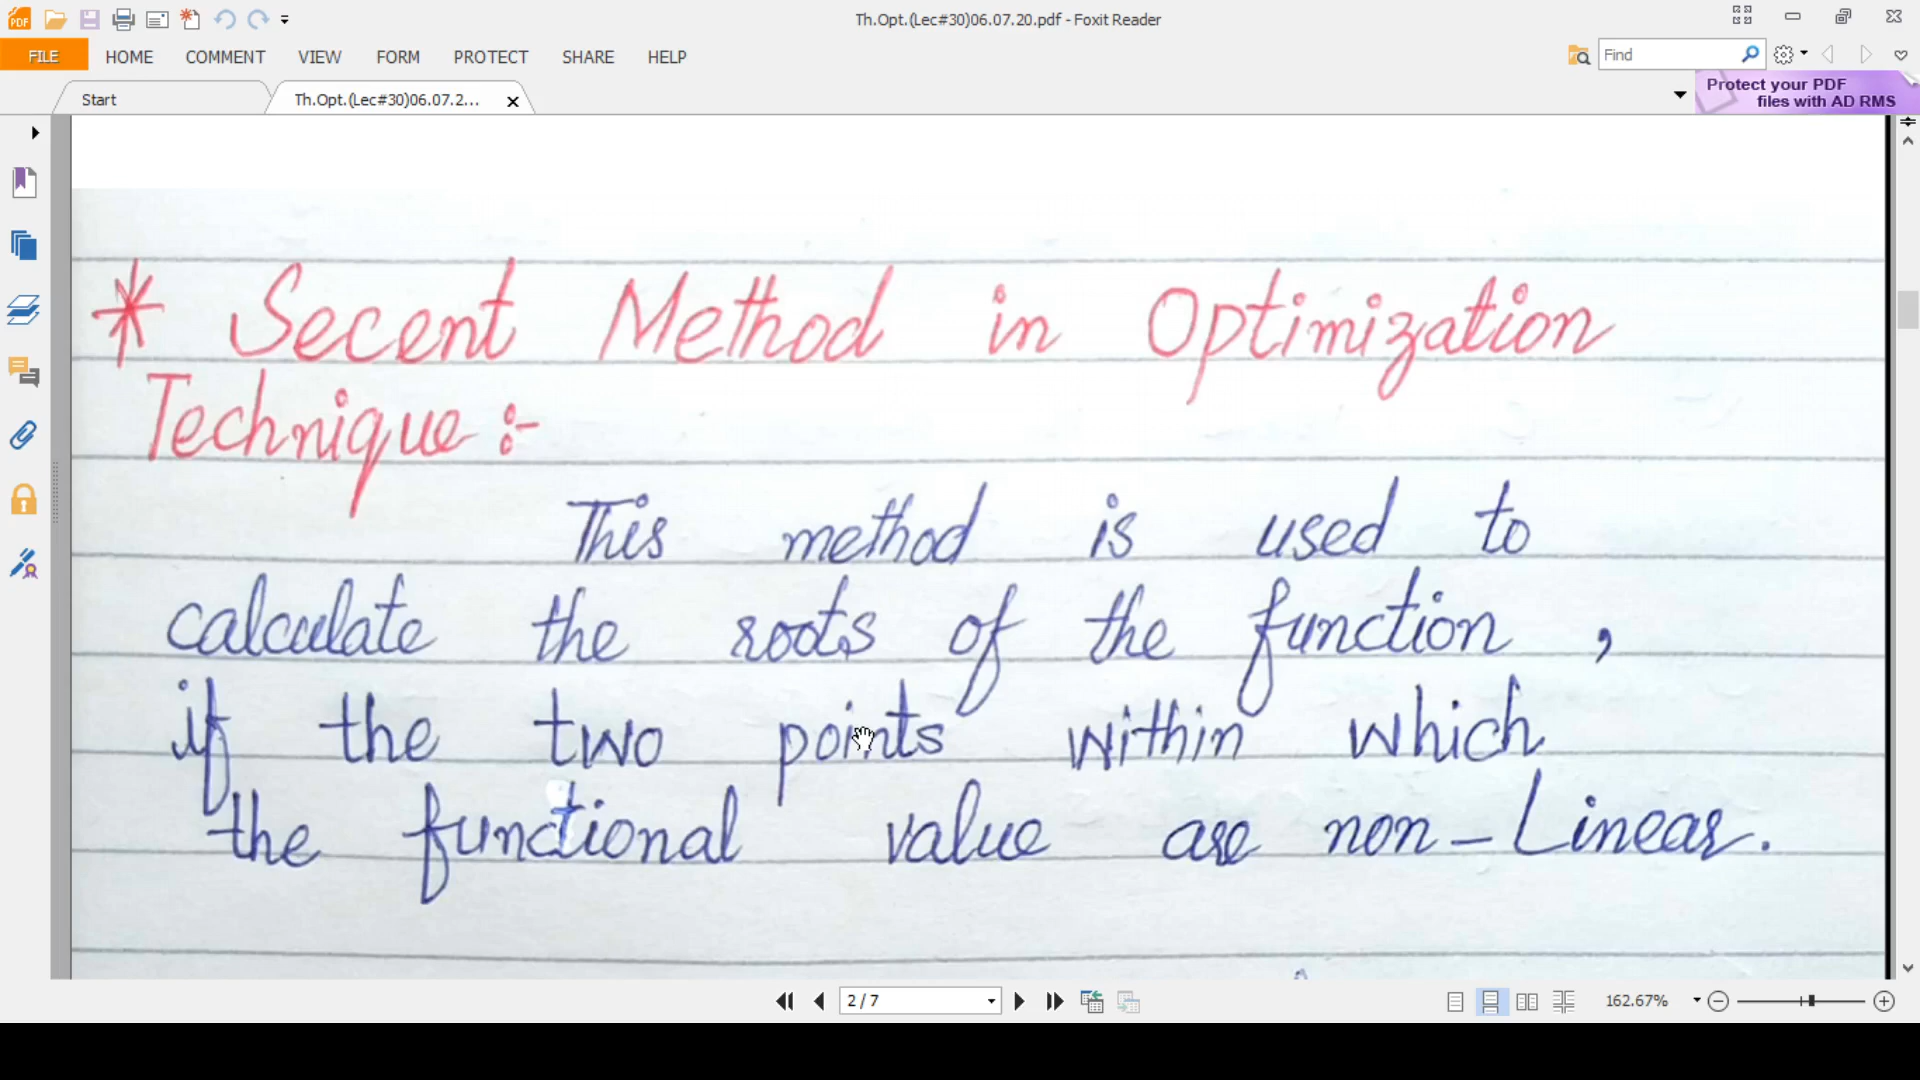 Th.Opt.(Lec#30)06.07.20.pdf - Foxit Reader
FILE HOME COMMENT VIEW FORM PROTECT SHARE HELP
Find
Protect your PDF
files with AD RMS
Start
Th.Opt.(Lec#30)06.07.2...
* Secent Method in Optimization
Technique :-
This method is used to
calculate the roots of the function ,
if the two points within which
the functional value are non-Linear.
2 / 7
162.67%